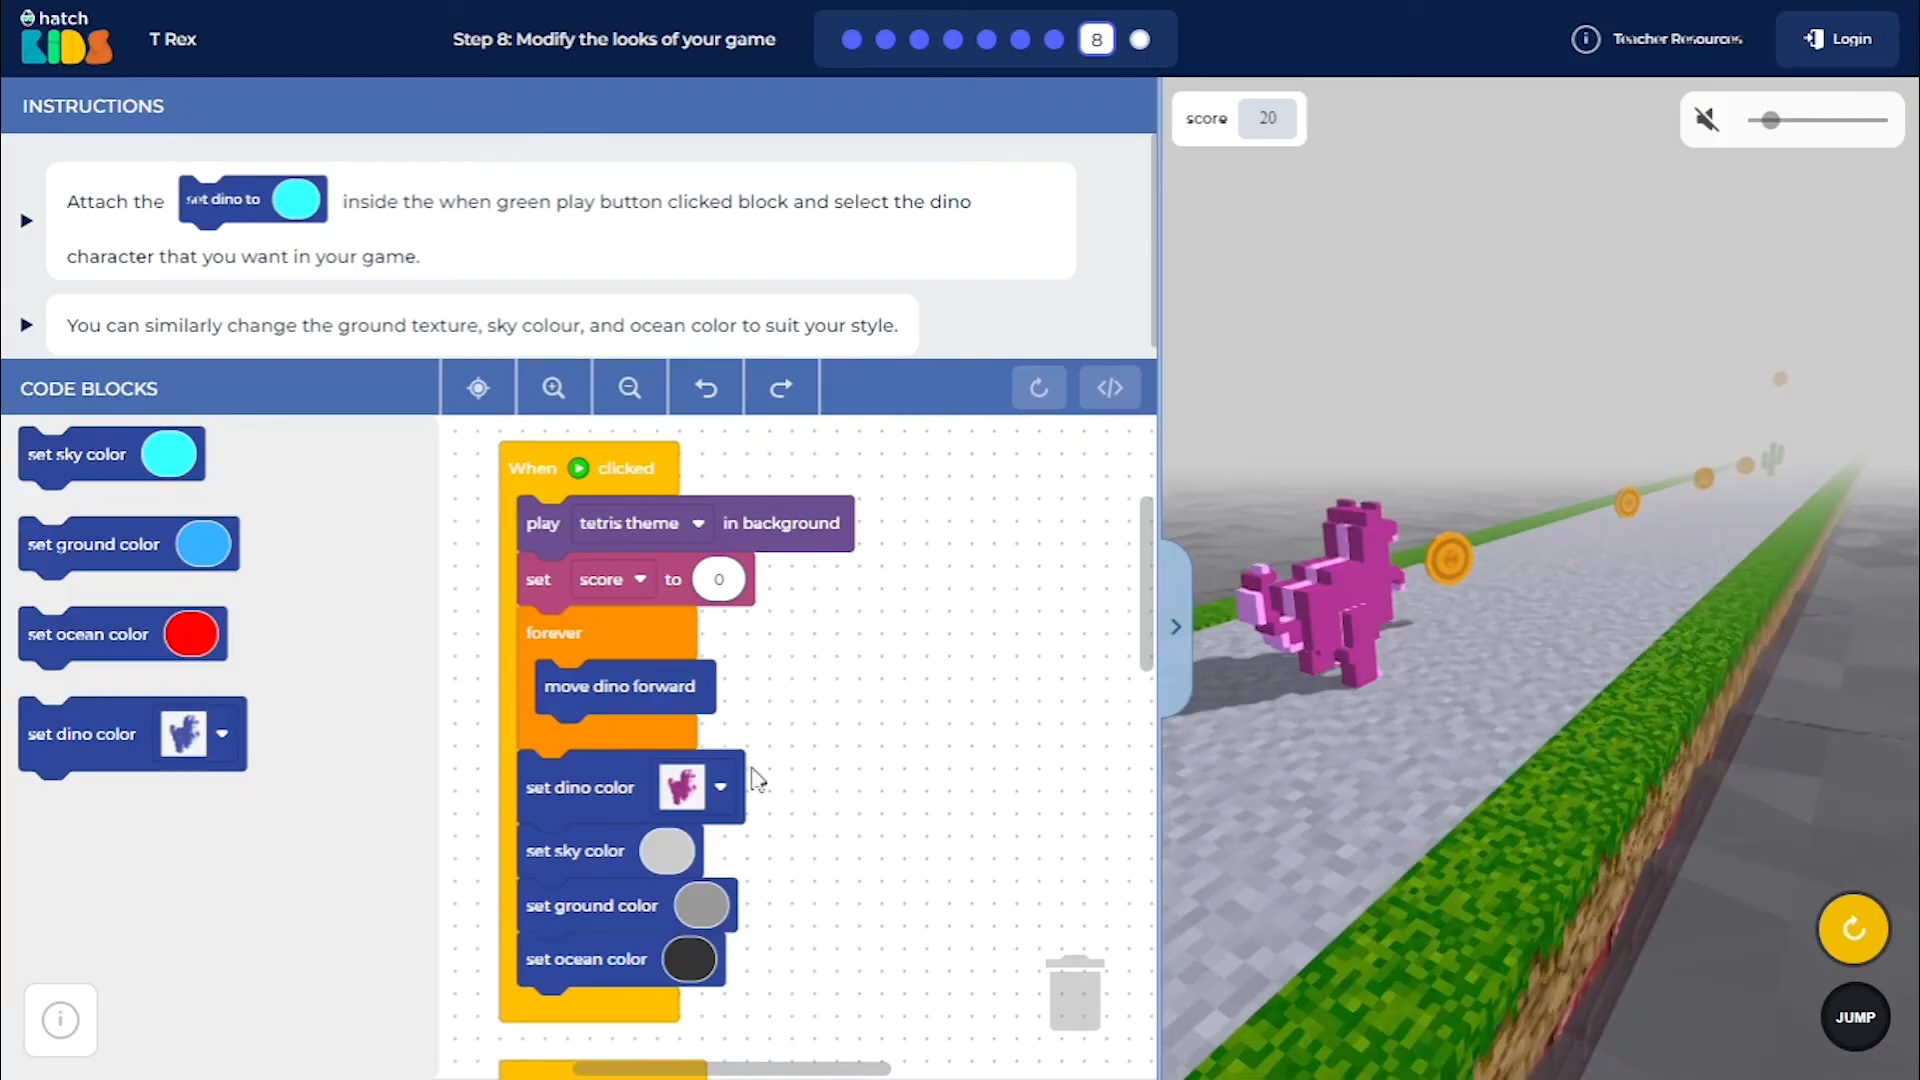 hatch
KIDS
T Rex
Step 8: Modify the looks of your game
8
Teacher Resources
Login
INSTRUCTIONS
score 20
Attach the set dino to inside the when green play button clicked block and select the dino
character that you want in your game.
You can similarly change the ground texture, sky colour, and ocean color to suit your style.
CODE BLOCKS
set sky color
set ground color
set ocean color
set dino color
When clicked
play tetris theme in background
set score to 0
forever
move dino forward
set dino color
set sky color
set ground color
set ocean color
JUMP